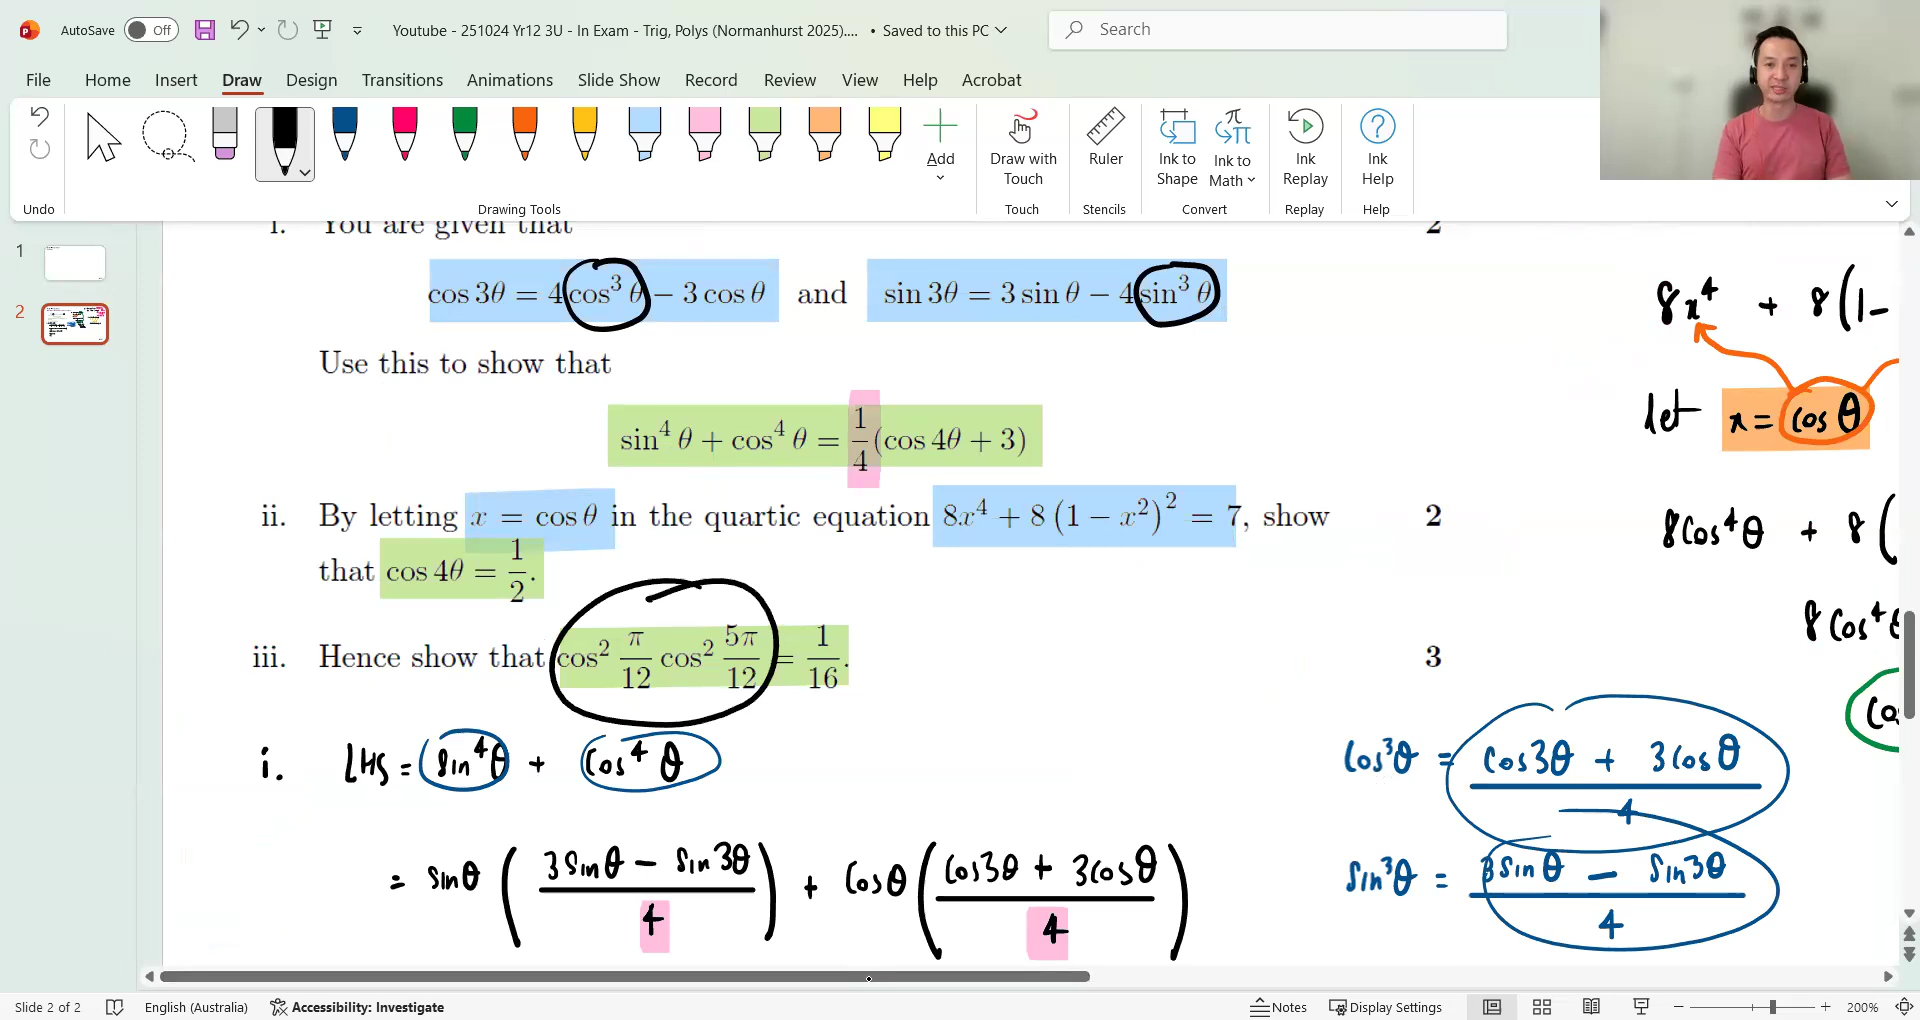 AutoSave Off Youtube - 251024 Yr12 3U - In Exam - Trig, Polys (Normanhurst 2025).... • Saved to this PC Search
File Home Insert Draw Design Transitions Animations Slide Show Record Review View Help Acrobat
Add Draw with Touch Ruler Ink to Shape Ink to Math Ink Replay Ink Help
Undo Drawing Tools Touch Stencils Convert Replay Help
1
2
i. You are given that 2
cos 3θ = 4 cos³ θ − 3 cos θ and sin 3θ = 3 sin θ − 4 sin³ θ
Use this to show that
sin⁴ θ + cos⁴ θ = 1/4 (cos 4θ + 3)
ii. By letting x = cos θ in the quartic equation 8x⁴ + 8 (1 − x²)² = 7, show 2
that cos 4θ = 1/2.
iii. Hence show that cos² π/12 cos² 5π/12 = 1/16. 3
i. LHS = sin⁴θ + cos⁴ θ
= sinθ ( (3sinθ − sin3θ)/4 ) + cosθ ( (cos3θ + 3cosθ)/4 )
8x⁴ + 8(1−
let x = cos θ
8cos⁴θ + 8(
8cos⁴θ
cos³θ = (cos3θ + 3cosθ)/4
sin³θ = (3sinθ − sin3θ)/4
Slide 2 of 2 English (Australia) Accessibility: Investigate Notes Display Settings 200%